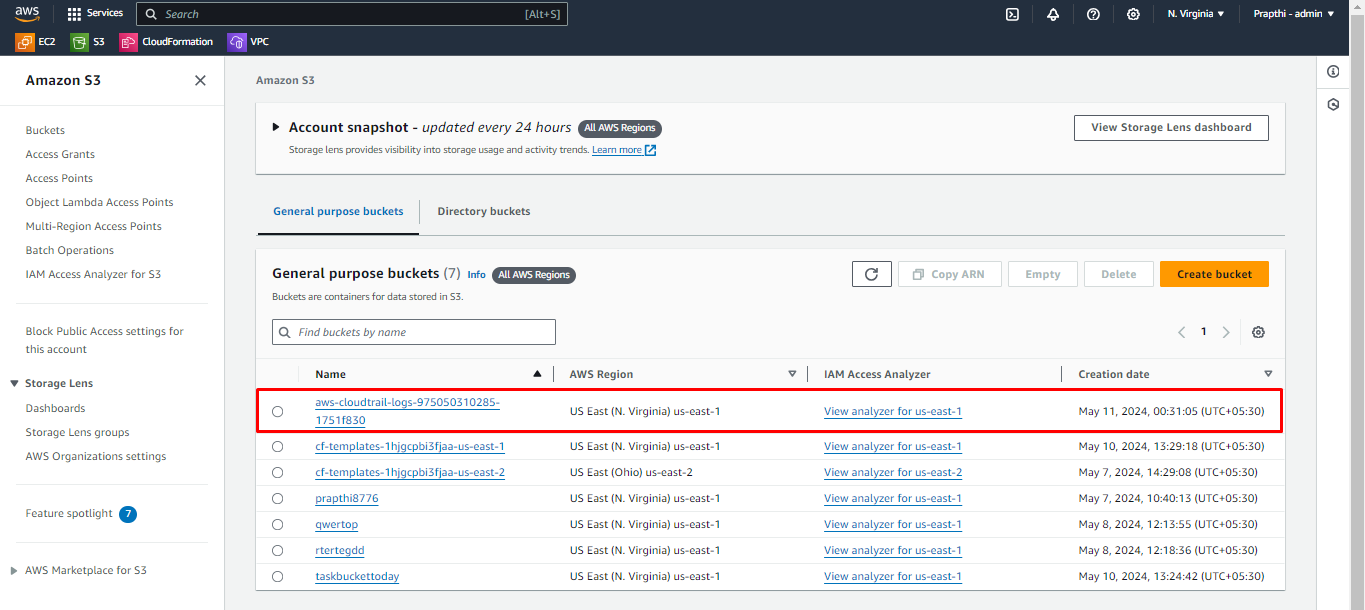 aws
Services
Search
[Alt+S]
N. Virginia
Prapthi - admin
EC2
S3
CloudFormation
VPC
Amazon S3
Buckets
Access Grants
Access Points
Object Lambda Access Points
Multi-Region Access Points
Batch Operations
IAM Access Analyzer for S3
Block Public Access settings for
this account
Storage Lens
Dashboards
Storage Lens groups
AWS Organizations settings
Feature spotlight 7
AWS Marketplace for S3
Amazon S3
Account snapshot - updated every 24 hours All AWS Regions
Storage lens provides visibility into storage usage and activity trends. Learn more
View Storage Lens dashboard
General purpose buckets
Directory buckets
General purpose buckets (7) Info All AWS Regions
Buckets are containers for data stored in S3.
Copy ARN
Empty
Delete
Create bucket
Find buckets by name
1
Name
AWS Region
IAM Access Analyzer
Creation date
aws-cloudtrail-logs-975050310285-
1751f830
US East (N. Virginia) us-east-1
View analyzer for us-east-1
May 11, 2024, 00:31:05 (UTC+05:30)
cf-templates-1hjgcpbi3fjaa-us-east-1
US East (N. Virginia) us-east-1
View analyzer for us-east-1
May 10, 2024, 13:29:18 (UTC+05:30)
cf-templates-1hjgcpbi3fjaa-us-east-2
US East (Ohio) us-east-2
View analyzer for us-east-2
May 7, 2024, 14:29:08 (UTC+05:30)
prapthi8776
US East (N. Virginia) us-east-1
View analyzer for us-east-1
May 7, 2024, 10:40:13 (UTC+05:30)
qwertop
US East (N. Virginia) us-east-1
View analyzer for us-east-1
May 8, 2024, 12:13:55 (UTC+05:30)
rtertegdd
US East (N. Virginia) us-east-1
View analyzer for us-east-1
May 8, 2024, 12:18:36 (UTC+05:30)
taskbuckettoday
US East (N. Virginia) us-east-1
View analyzer for us-east-1
May 10, 2024, 13:24:42 (UTC+05:30)